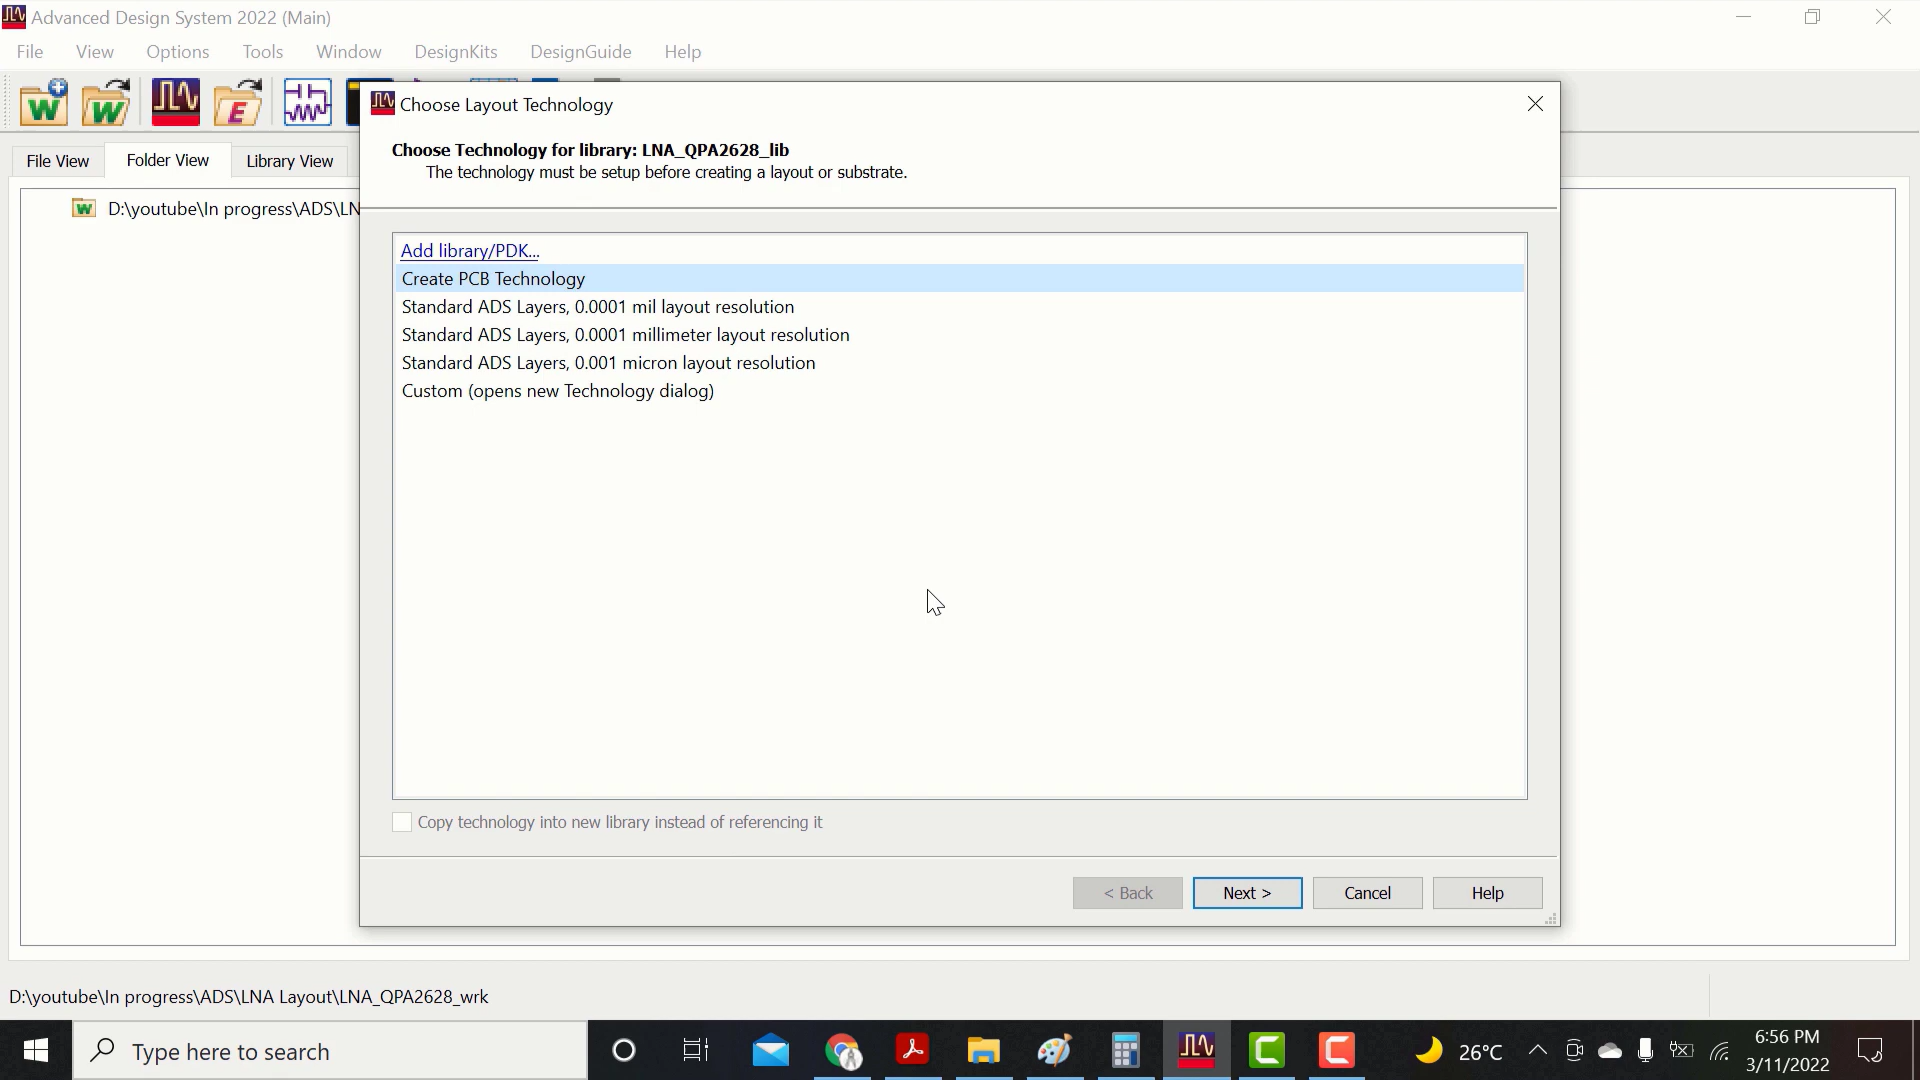 Advanced Design System 2022 (Main)
File View Options Tools Window DesignKits DesignGuide Help
Choose Layout Technology
File View Folder View Library View
Choose Technology for library: LNA_QPA2628_lib
The technology must be setup before creating a layout or substrate.
D:\youtube\In progress\ADS\LN
Add library/PDK...
Create PCB Technology
Standard ADS Layers, 0.0001 mil layout resolution
Standard ADS Layers, 0.0001 millimeter layout resolution
Standard ADS Layers, 0.001 micron layout resolution
Custom (opens new Technology dialog)
Copy technology into new library instead of referencing it
< Back Next > Cancel Help
D:\youtube\In progress\ADS\LNA Layout\LNA_QPA2628_wrk
Type here to search
26°C
6:56 PM
3/11/2022